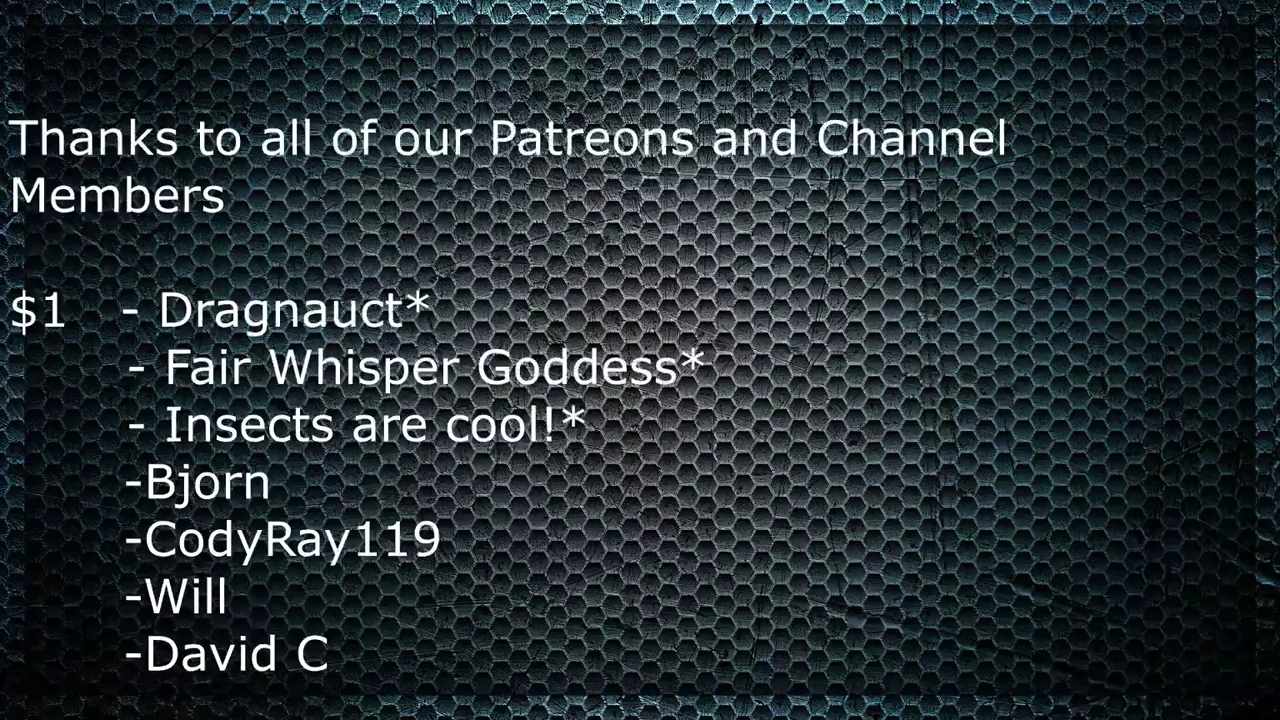 Thanks to all of our Patreons and Channel
Members
$1 - Dragnauct*
- Fair Whisper Goddess*
- Insects are cool!*
-Bjorn
-CodyRay119
-Will
-David C